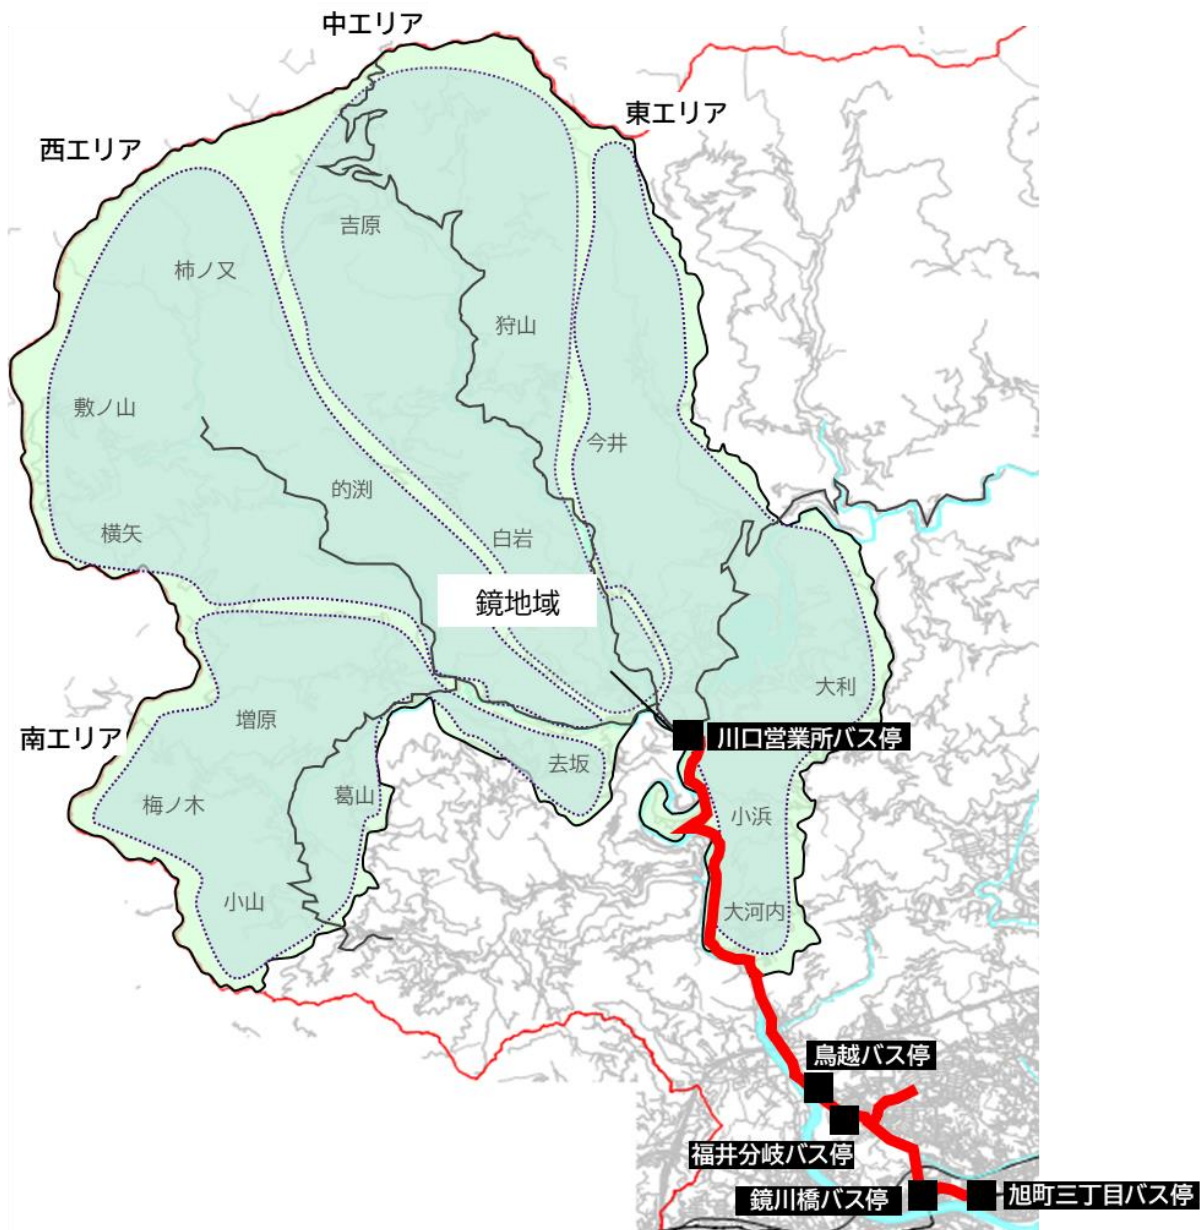 中エリア
東エリア
西エリア
吉原
柿ノ又
狩山
敷ノ山
今井
的渕
横矢
白岩
鏡地域
大利
増原
南エリア
川口営業所バス停
去坂
葛山
梅ノ木
小浜
小山
大河内
鳥越バス停
福井分岐バス停
鏡川橋バス停
旭町三丁目バス停